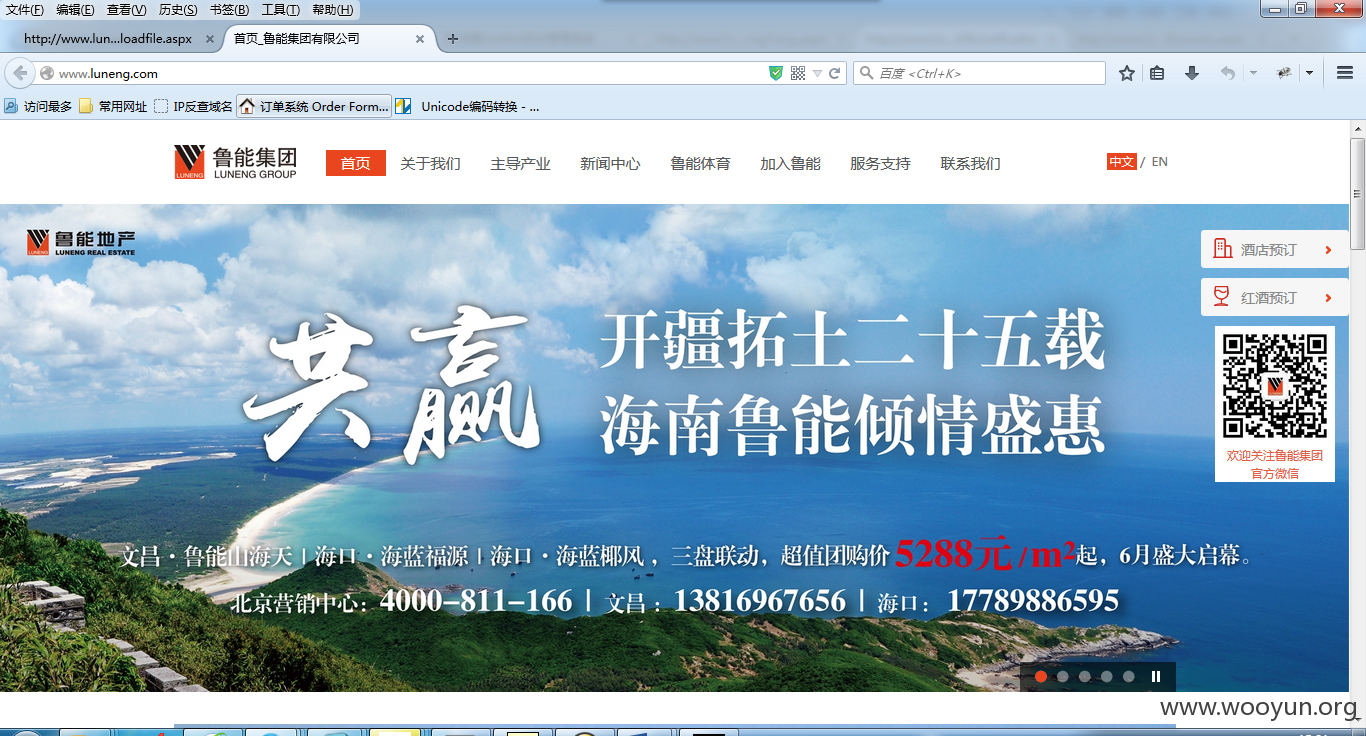 文件(F) 编辑(E) 查看(V) 历史(S) 书签(B) 工具(T) 帮助(H)
http://www.lun...loadfile.aspx × 首页_鲁能集团有限公司 × +
www.luneng.com 百度 <Ctrl+K>
访问最多 常用网址 IP反查域名 订单系统 Order Form... Unicode编码转换 - ...
LUNENG 鲁能集团 LUNENG GROUP
首页 关于我们 主导产业 新闻中心 鲁能体育 加入鲁能 服务支持 联系我们
中文 / EN
LUNENG 鲁能地产
LUNENG REAL ESTATE
酒店预订
红酒预订
欢迎关注鲁能集团
官方微信
共赢
开疆拓土二十五载
海南鲁能倾情盛惠
文昌·鲁能山海天 | 海口·海蓝福源 | 海口·海蓝椰风，三盘联动，超值团购价5288元/m²起，6月盛大启幕。
北京营销中心：4000-811-166 | 文昌：13816967656 | 海口：17789886595
www.wooyun.org